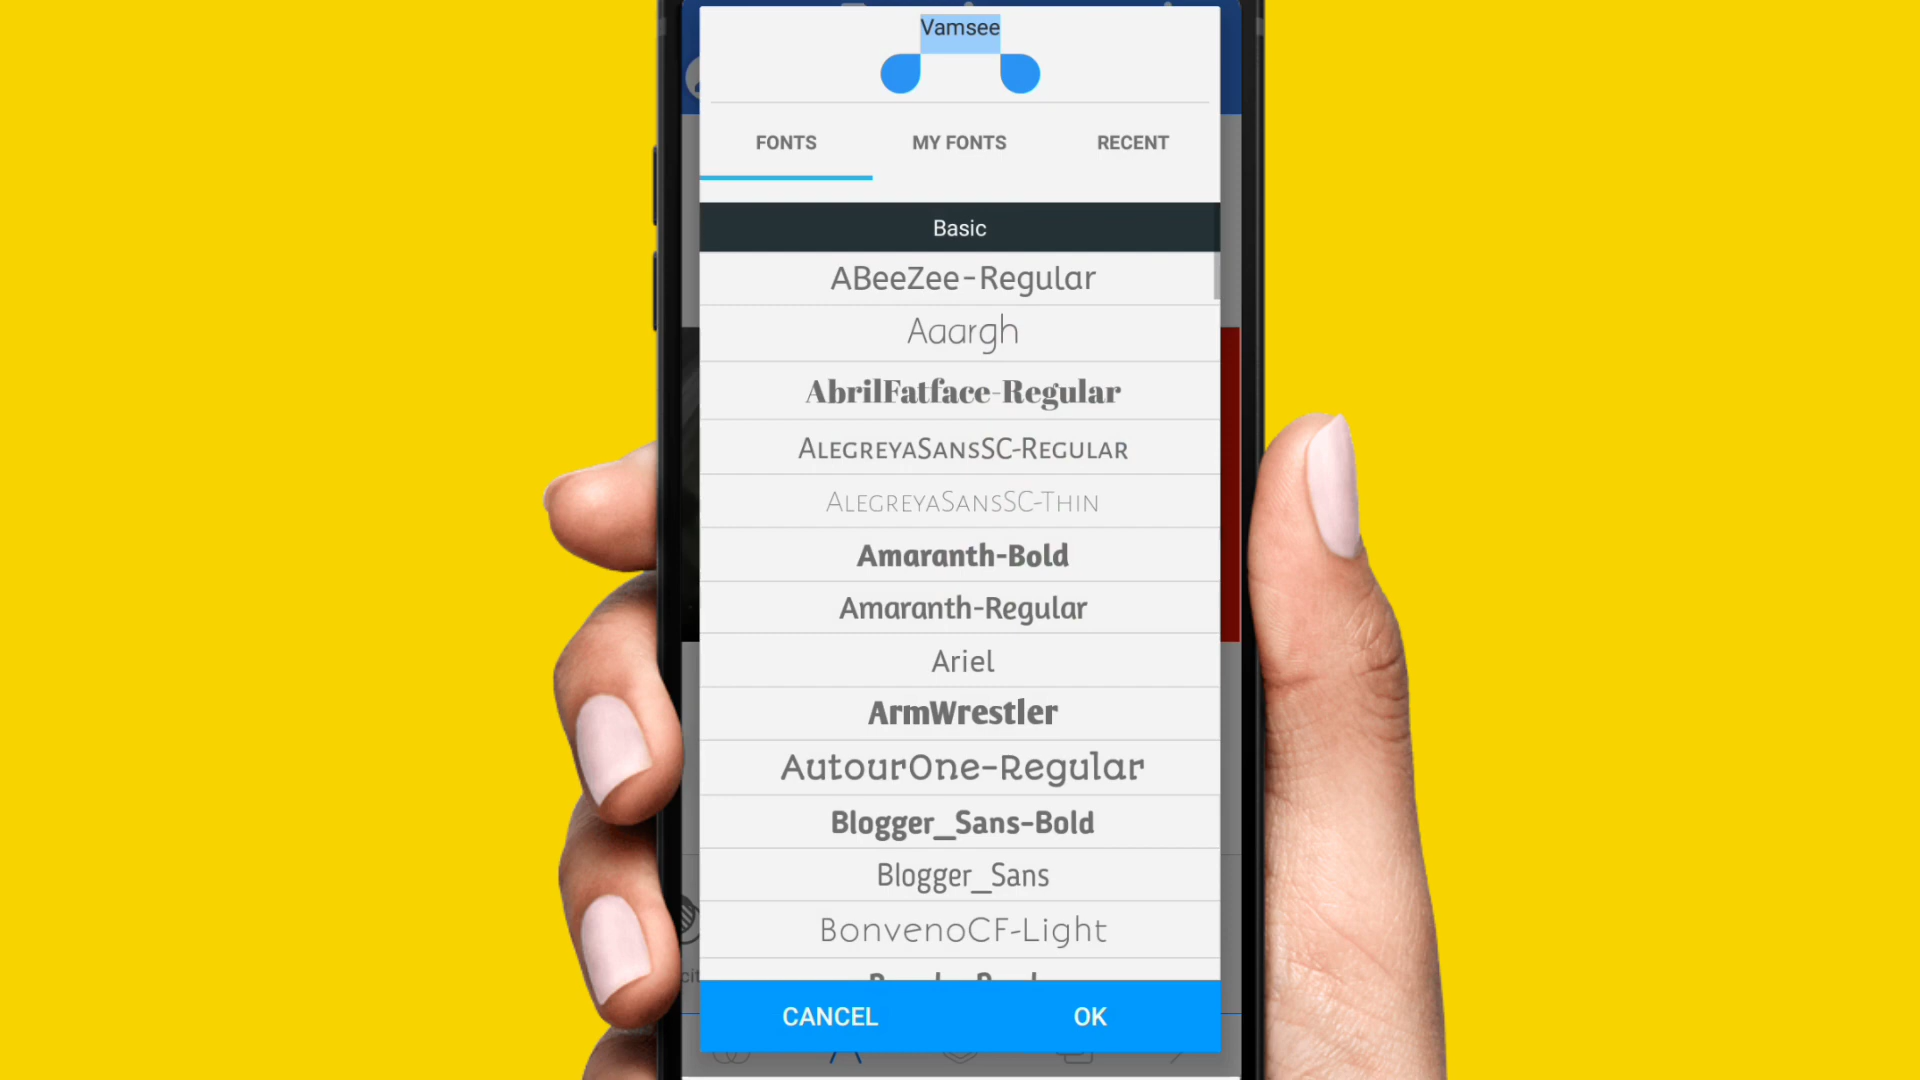 Vamsee
FONTS MY FONTS RECENT
Basic
ABeeZee-Regular
Aaargh
AbrilFatface-Regular
AlegreyaSansSC-Regular
AlegreyaSansSC-Thin
Amaranth-Bold
Amaranth-Regular
Ariel
ArmWrestler
AutourOne-Regular
Blogger_Sans-Bold
Blogger_Sans
BonvenoCF-Light
CANCEL OK